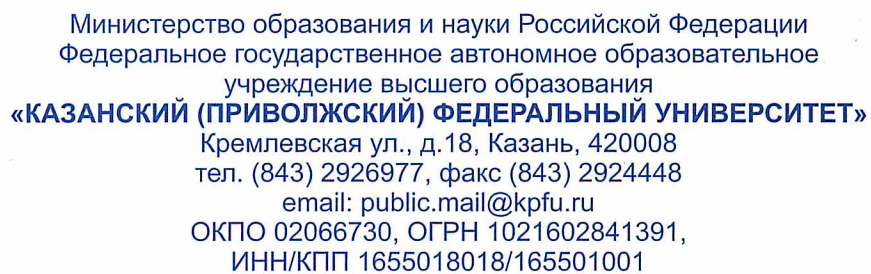 Министерство образования и науки Российской Федерации
Федеральное государственное автономное образовательное
учреждение высшего образования
«КАЗАНСКИЙ (ПРИВОЛЖСКИЙ) ФЕДЕРАЛЬНЫЙ УНИВЕРСИТЕТ»
Кремлевская ул., д.18, Казань, 420008
тел. (843) 2926977, факс (843) 2924448
email: public.mail@kpfu.ru
ОКПО 02066730, ОГРН 1021602841391,
ИНН/КПП 1655018018/165501001